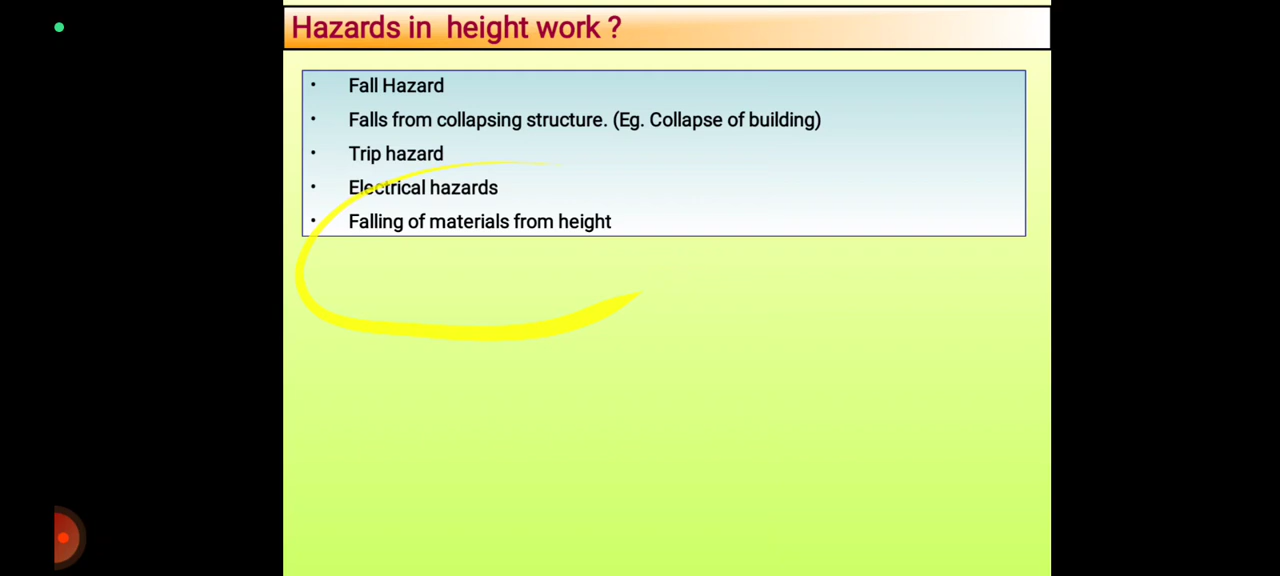 Hazards in height work ?
• Fall Hazard
• Falls from collapsing structure. (Eg. Collapse of building)
• Trip hazard
• Electrical hazards
• Falling of materials from height